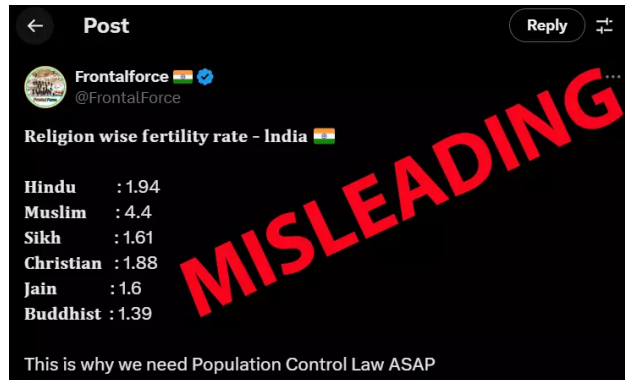 Post
Reply
Frontalforce
@FrontalForce
Religion wise fertility rate - India
Hindu : 1.94
Muslim : 4.4
Sikh : 1.61
Christian : 1.88
Jain : 1.6
Buddhist : 1.39
This is why we need Population Control Law ASAP
MISLEADING